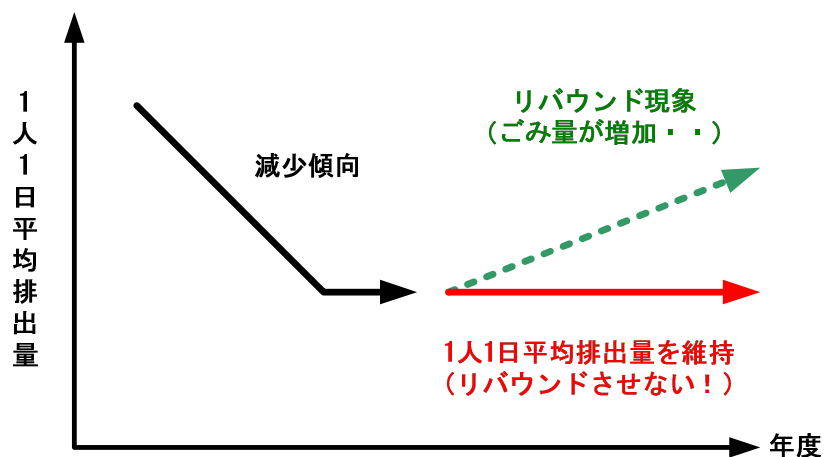 1人1日平均排出量
減少傾向
リバウンド現象
（ごみ量が増加・・）
1人1日平均排出量を維持
（リバウンドさせない！）
年度